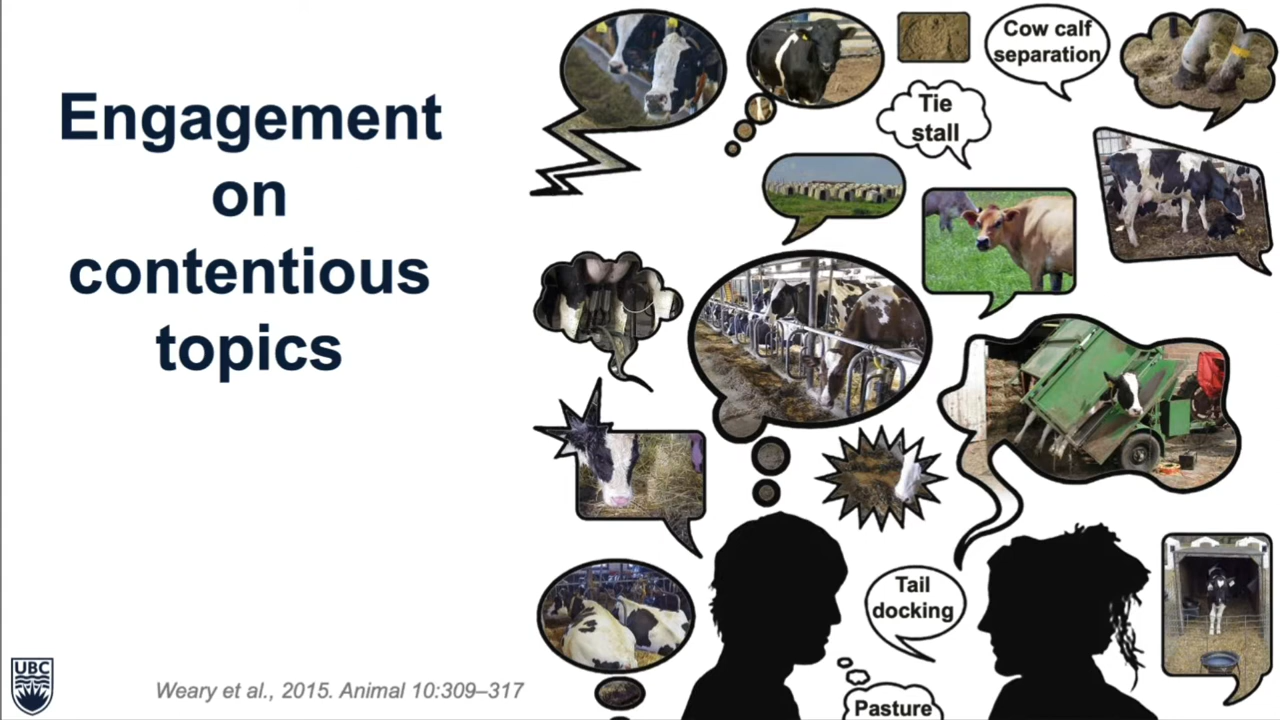 Engagement
on
contentious
topics
Cow calf
separation
Tie
stall
Tail
docking
Pasture
UBC
Weary et al., 2015. Animal 10:309–317